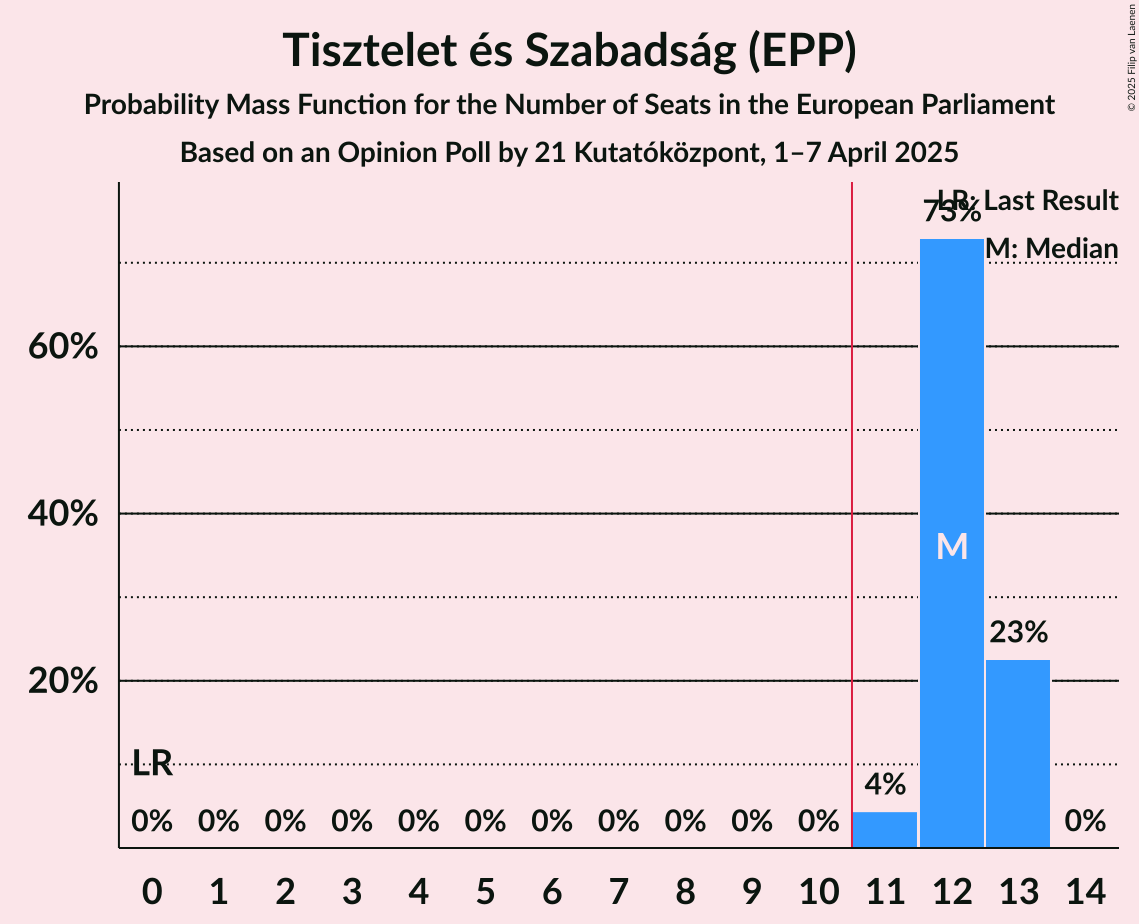 Tisztelet és Szabadság (EPP)
Probability Mass Function for the Number of Seats in the European Parliament
Based on an Opinion Poll by 21 Kutatóközpont, 1–7 April 2025
© 2025 Filip van Laenen
LR: Last Result
M: Median
73%
60%
40%
M
23%
20%
LR
4%
0% 0% 0% 0% 0% 0% 0% 0% 0% 0% 0% 0%
0 1 2 3 4 5 6 7 8 9 10 11 12 13 14